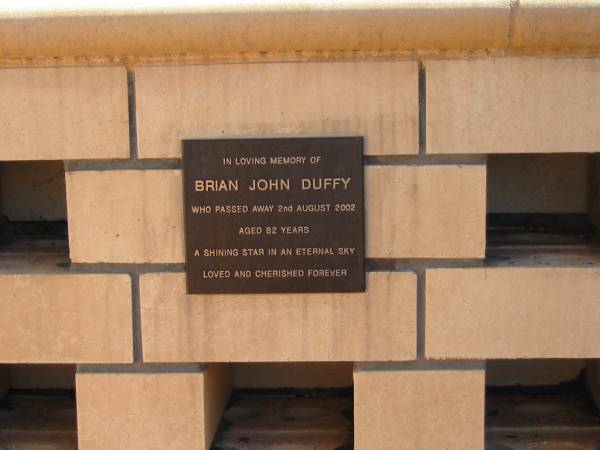 IN LOVING MEMORY OF
BRIAN JOHN DUFFY
WHO PASSED AWAY 2nd AUGUST 2002
AGED 82 YEARS
A SHINING STAR IN AN ETERNAL SKY
LOVED AND CHERISHED FOREVER